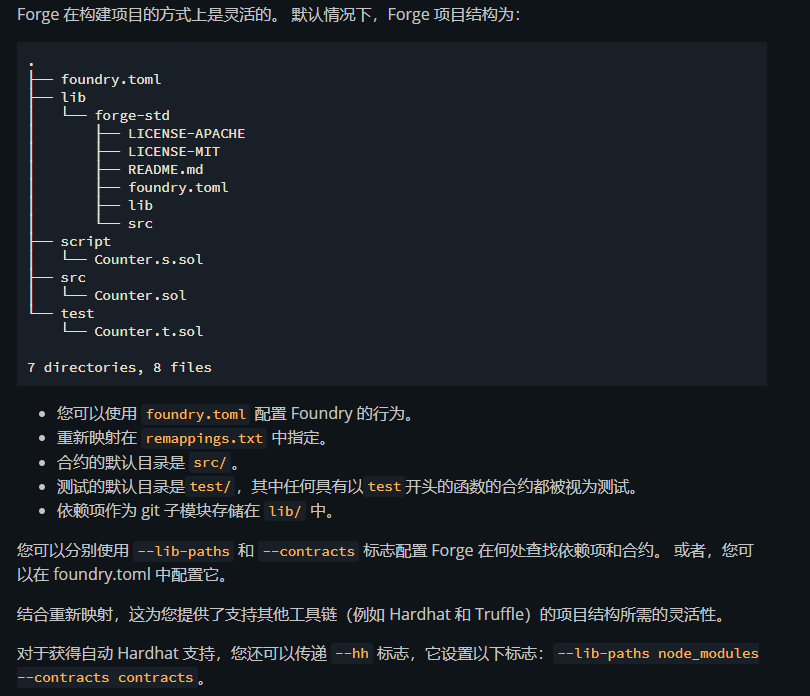 Forge 在构建项目的方式上是灵活的。 默认情况下，Forge 项目结构为：
.
├── foundry.toml
├── lib
│   └── forge-std
│       ├── LICENSE-APACHE
│       ├── LICENSE-MIT
│       ├── README.md
│       ├── foundry.toml
│       ├── lib
│       └── src
├── script
│   └── Counter.s.sol
├── src
│   └── Counter.sol
└── test
    └── Counter.t.sol
7 directories, 8 files
• 您可以使用 foundry.toml 配置 Foundry 的行为。
• 重新映射在 remappings.txt 中指定。
• 合约的默认目录是 src/ 。
• 测试的默认目录是 test/ ，其中任何具有以 test 开头的函数的合约都被视为测试。
• 依赖项作为 git 子模块存储在 lib/ 中。
您可以分别使用 --lib-paths 和 --contracts 标志配置 Forge 在何处查找依赖项和合约。 或者，您可
以在 foundry.toml 中配置它。
结合重新映射，这为您提供了支持其他工具链（例如 Hardhat 和 Truffle）的项目结构所需的灵活性。
对于获得自动 Hardhat 支持，您还可以传递 --hh 标志，它设置以下标志： --lib-paths node_modules
--contracts contracts 。